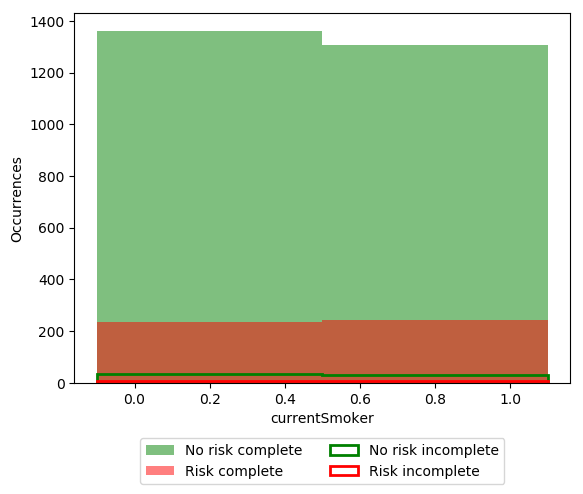 1400
1200
1000
800
600
400
200
0
Occurrences
0.0 0.2 0.4 0.6 0.8 1.0
currentSmoker
No risk complete No risk incomplete
Risk complete Risk incomplete